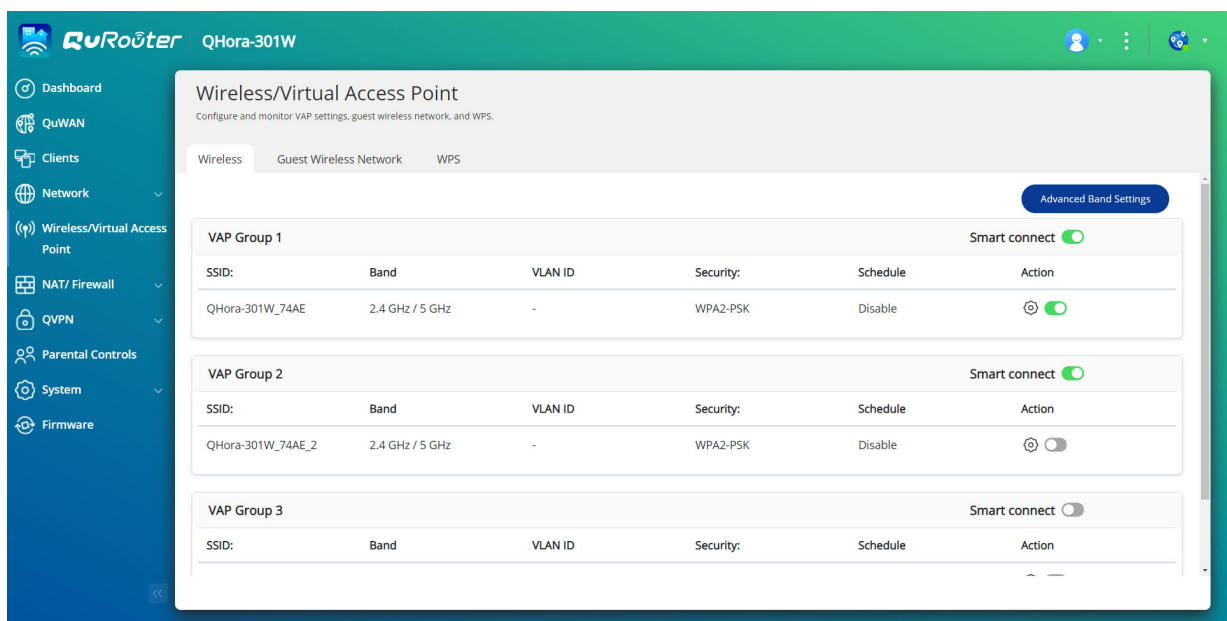 QuRoûter QHora-301W
Dashboard
QuWAN
Clients
Network
Wireless/Virtual Access
Point
NAT/ Firewall
QVPN
Parental Controls
System
Firmware
Wireless/Virtual Access Point
Configure and monitor VAP settings, guest wireless network, and WPS.
Wireless Guest Wireless Network WPS
Advanced Band Settings
VAP Group 1 Smart connect
SSID: Band VLAN ID Security: Schedule Action
QHora-301W_74AE 2.4 GHz / 5 GHz - WPA2-PSK Disable
VAP Group 2 Smart connect
SSID: Band VLAN ID Security: Schedule Action
QHora-301W_74AE_2 2.4 GHz / 5 GHz - WPA2-PSK Disable
VAP Group 3 Smart connect
SSID: Band VLAN ID Security: Schedule Action